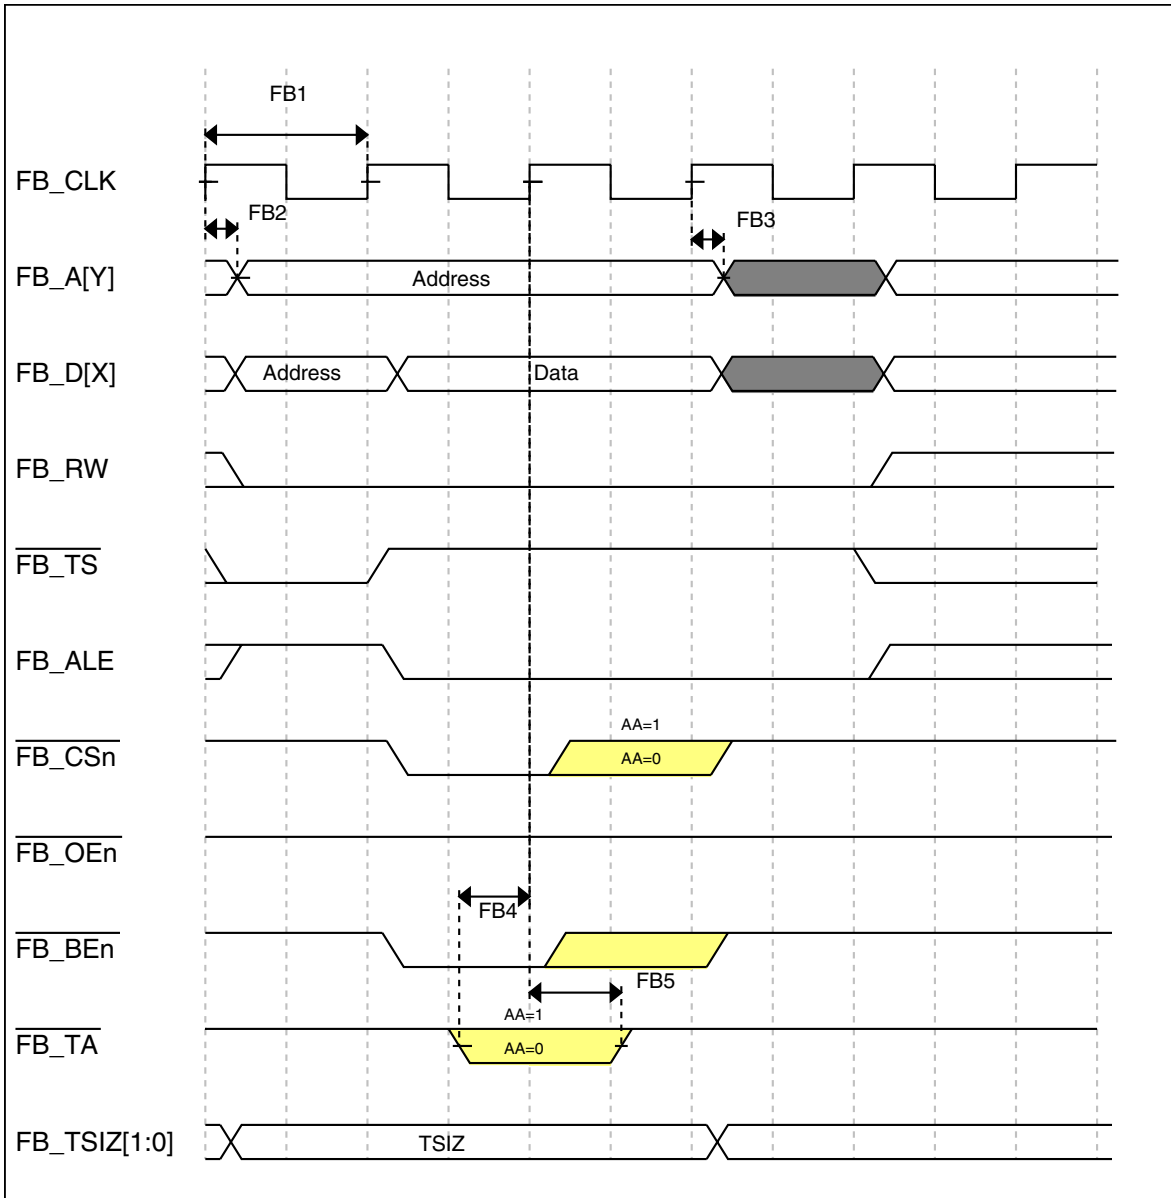 FB1
FB_CLK
FB2
FB3
FB_A[Y]
Address
FB_D[X]
Address
Data
FB_RW
FB_TS
FB_ALE
AA=1
FB_CSn
AA=0
FB_OEn
FB4
FB_BEn
FB5
AA=1
FB_TA
AA=0
FB_TSIZ[1:0]
TSIZ